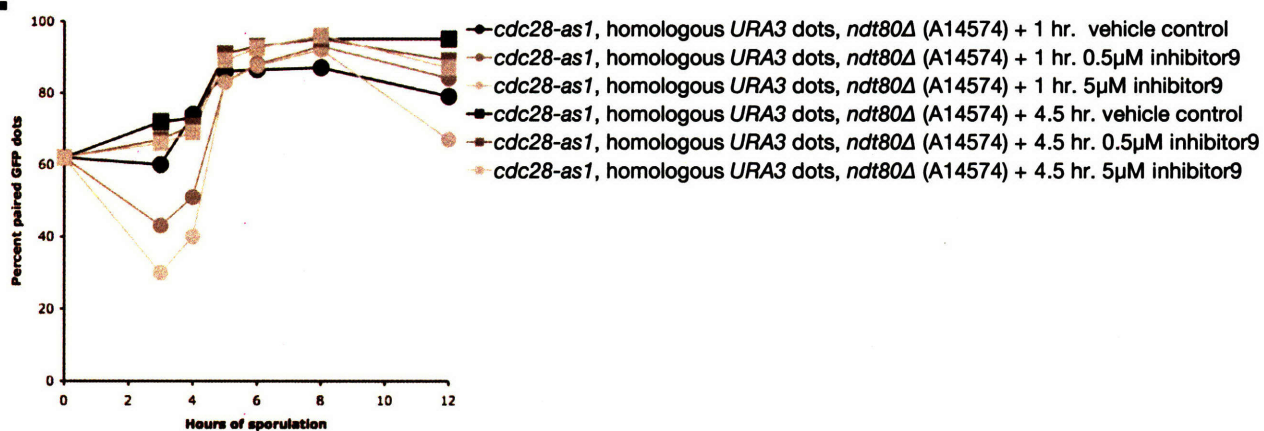 100
80
60
40
20
0
Percent paired GFP dots
0 2 4 6 8 10 12
Hours of sporulation
cdc28-as1, homologous URA3 dots, ndt80Δ (A14574) + 1 hr. vehicle control
cdc28-as1, homologous URA3 dots, ndt80Δ (A14574) + 1 hr. 0.5µM inhibitor9
cdc28-as1, homologous URA3 dots, ndt80Δ (A14574) + 1 hr. 5µM inhibitor9
cdc28-as1, homologous URA3 dots, ndt80Δ (A14574) + 4.5 hr. vehicle control
cdc28-as1, homologous URA3 dots, ndt80Δ (A14574) + 4.5 hr. 0.5µM inhibitor9
cdc28-as1, homologous URA3 dots, ndt80Δ (A14574) + 4.5 hr. 5µM inhibitor9